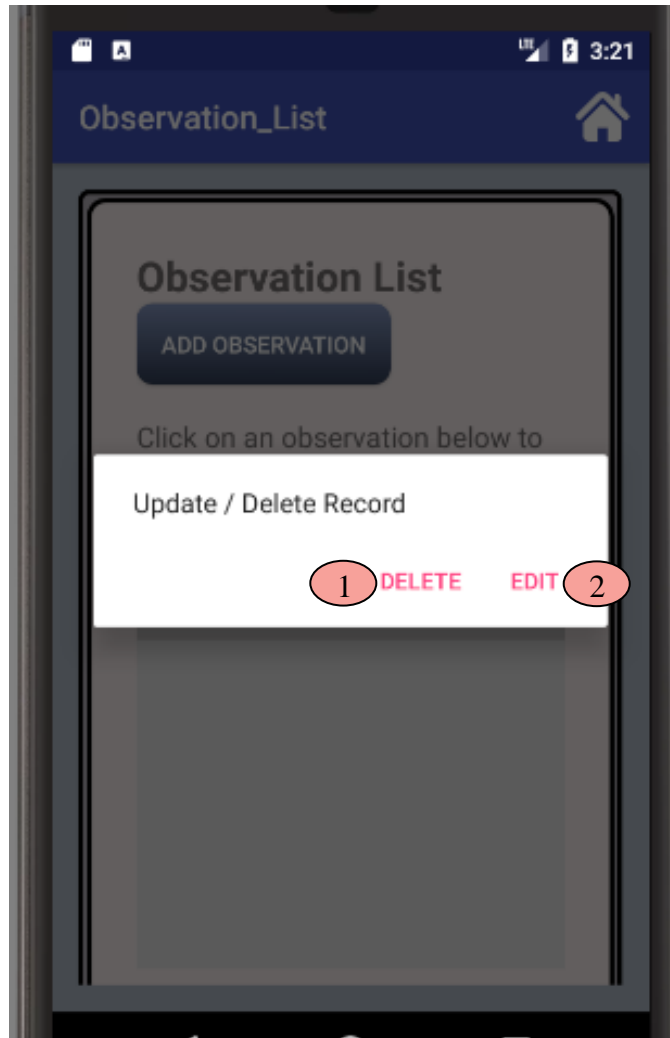 LTE 3:21
Observation_List
Observation List
ADD OBSERVATION
Click on an observation below to
Update / Delete Record
1 DELETE EDIT 2